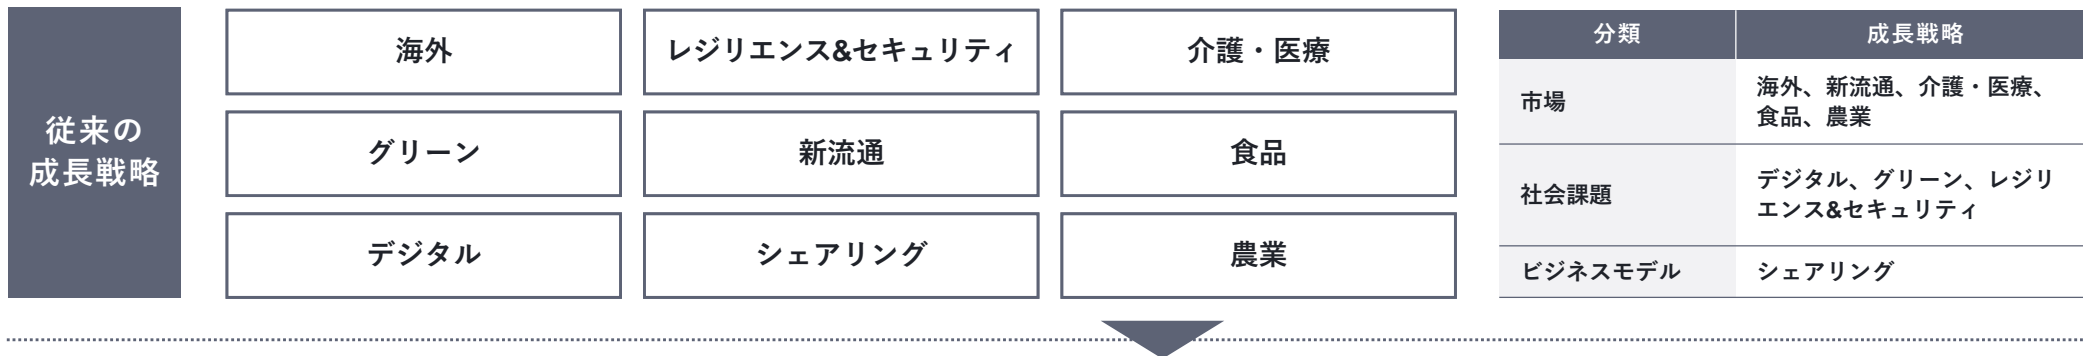 従来の
成長戦略
海外
レジリエンス&セキュリティ
介護・医療
グリーン
新流通
食品
デジタル
シェアリング
農業
分類
成長戦略
市場
海外、新流通、介護・医療、
食品、農業
社会課題
デジタル、グリーン、レジリ
エンス&セキュリティ
ビジネスモデル
シェアリング